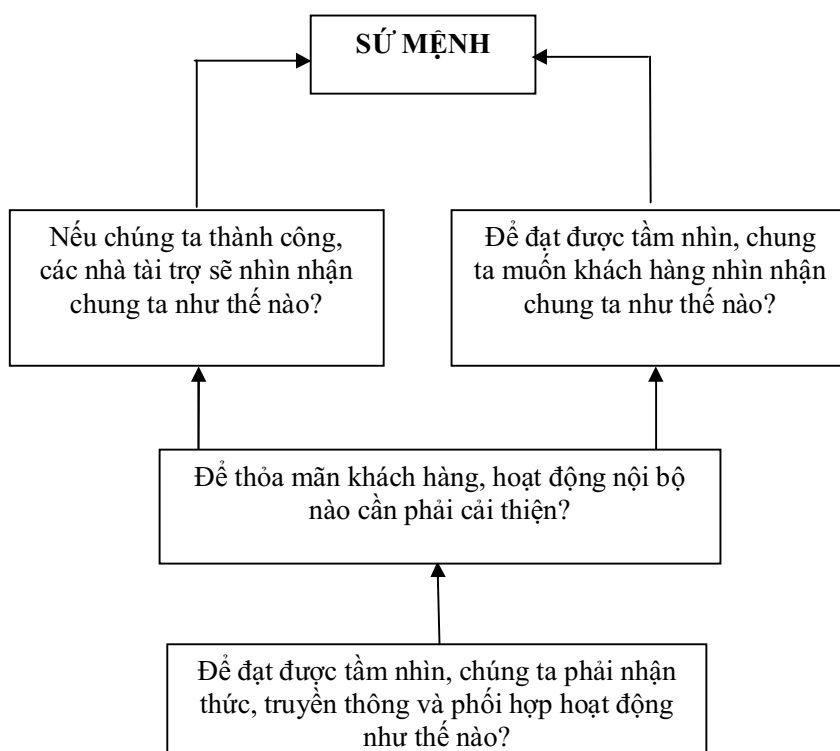 SỨ MỆNH
Nếu chúng ta thành công,
các nhà tài trợ sẽ nhìn nhận
chung ta như thế nào?
Để đạt được tầm nhìn, chung
ta muốn khách hàng nhìn nhận
chung ta như thế nào?
Để thỏa mãn khách hàng, hoạt động nội bộ
nào cần phải cải thiện?
Để đạt được tầm nhìn, chúng ta phải nhận
thức, truyền thông và phối hợp hoạt động
như thế nào?